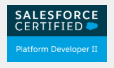 SALESFORCE
CERTIFIED
Platform Developer II